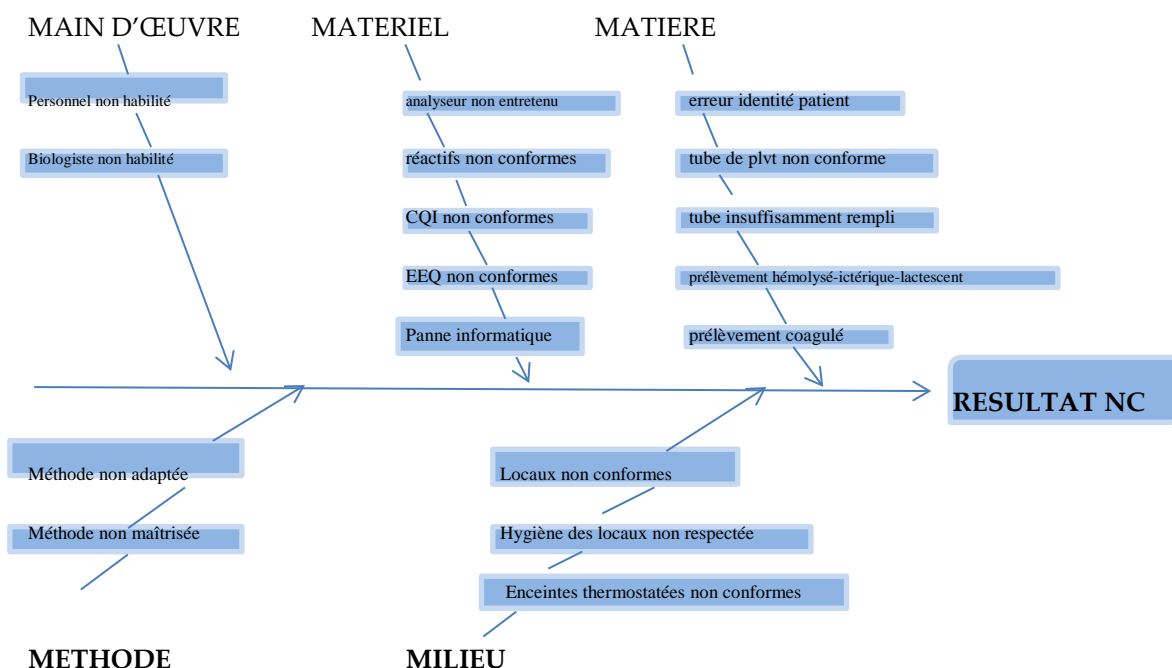 MAIN D’ŒUVRE
MATERIEL
MATIERE
Personnel non habilité
analyseur non entretenu
erreur identité patient
Biologiste non habilité
réactifs non conformes
tube de plvt non conforme
CQI non conformes
tube insuffisamment rempli
EEQ non conformes
prélèvement hémolysé-ictérique-lactescent
Panne informatique
prélèvement coagulé
RESULTAT NC
Méthode non adaptée
Locaux non conformes
Méthode non maîtrisée
Hygiène des locaux non respectée
Enceintes thermostatées non conformes
METHODE
MILIEU